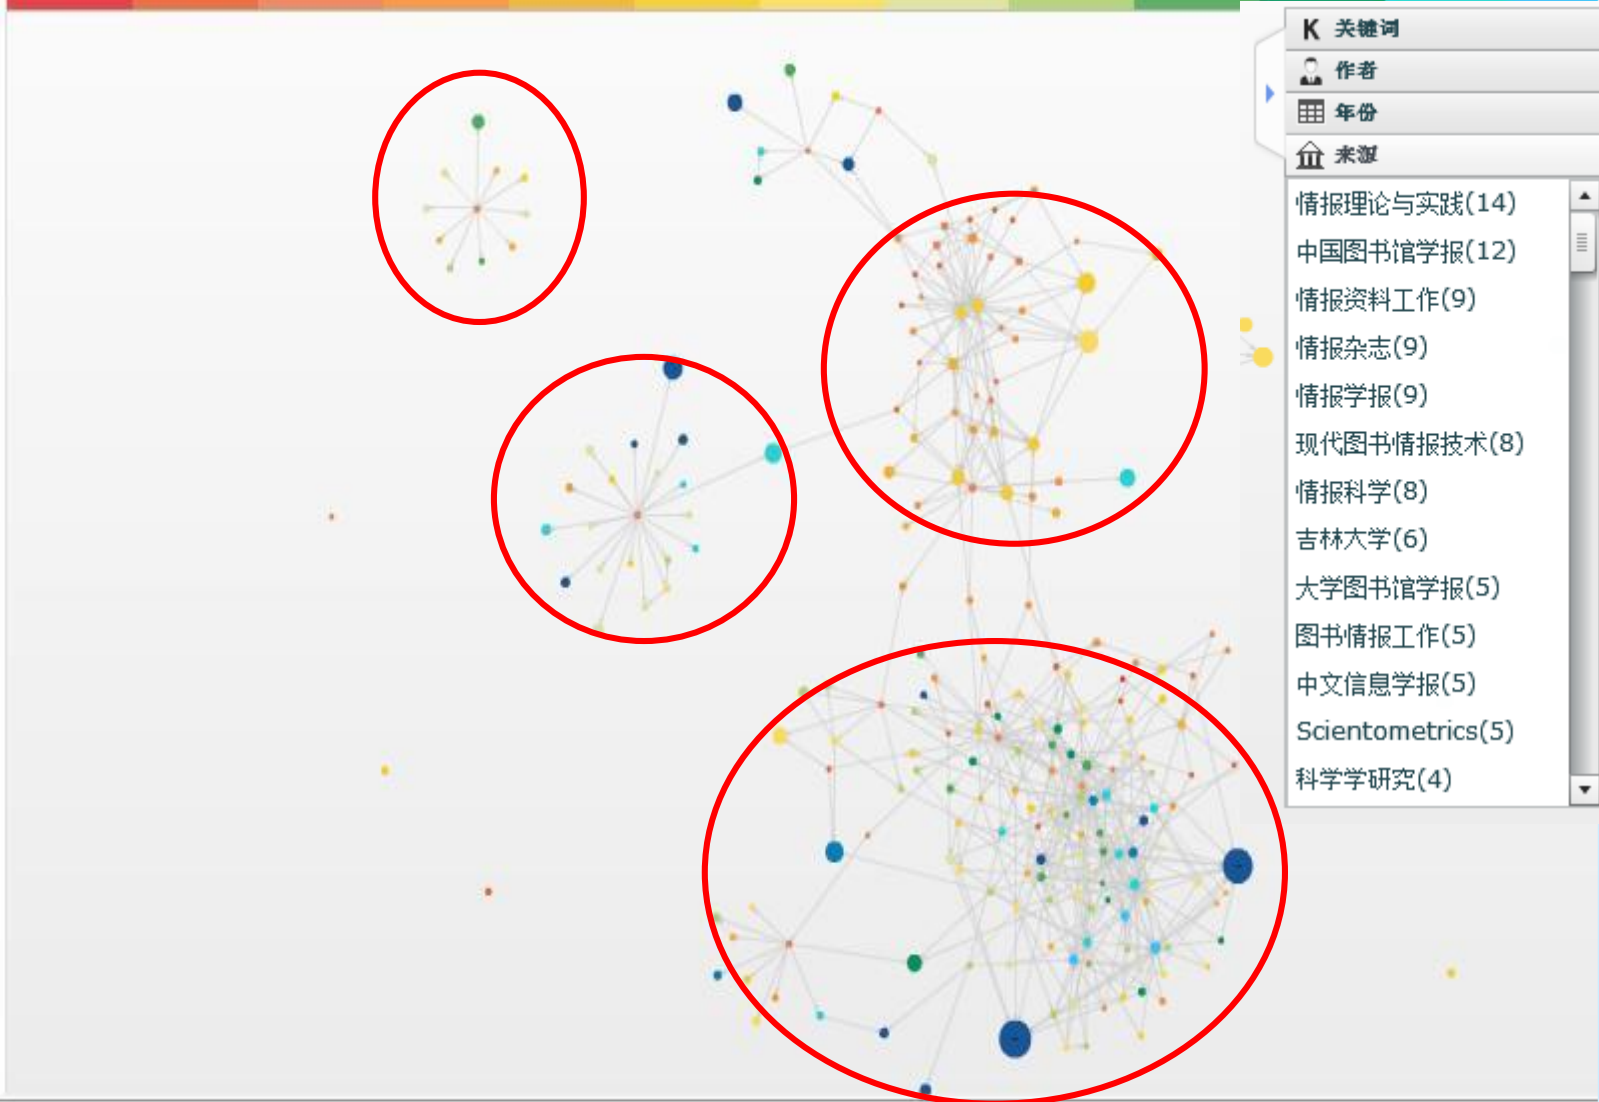 K 关键词
作者
年份
来源
情报理论与实践(14)
中国图书馆学报(12)
情报资料工作(9)
情报杂志(9)
情报学报(9)
现代图书情报技术(8)
情报科学(8)
吉林大学(6)
大学图书馆学报(5)
图书情报工作(5)
中文信息学报(5)
Scientometrics(5)
科学学研究(4)